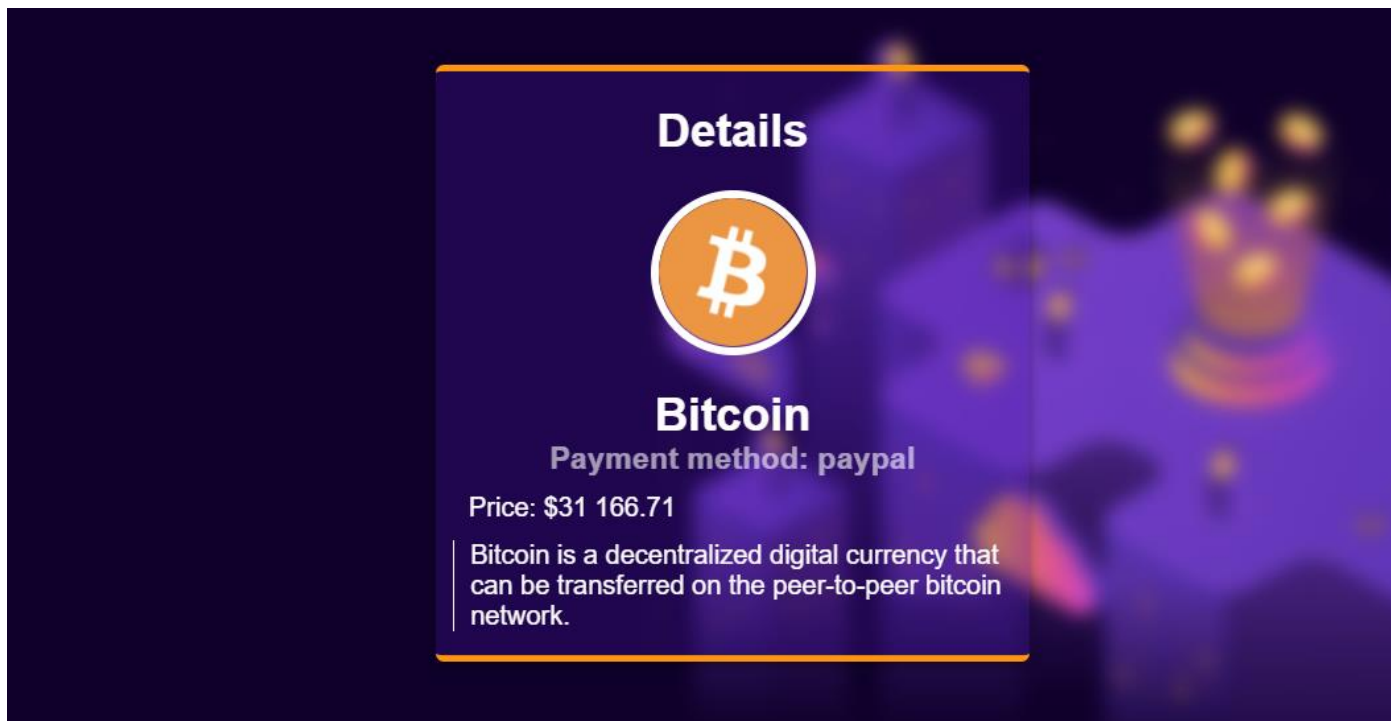 Details
Bitcoin
Payment method: paypal
Price: $31 166.71
Bitcoin is a decentralized digital currency that
can be transferred on the peer-to-peer bitcoin
network.